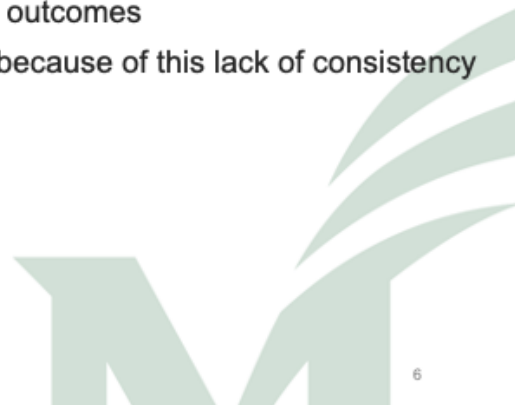 outcomes
because of this lack of consistency
6